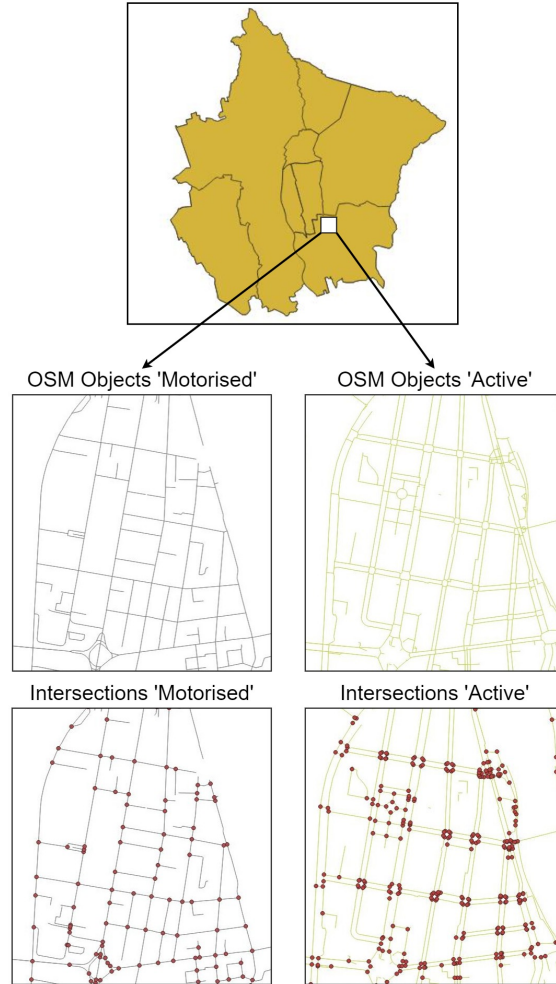 OSM Objects 'Motorised'
OSM Objects 'Active'
Intersections 'Motorised'
Intersections 'Active'